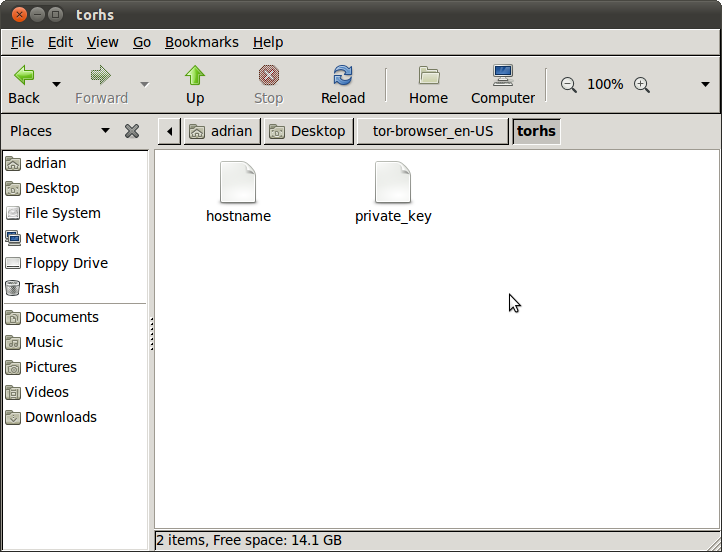 torhs
File Edit View Go Bookmarks Help
Back Forward Up Stop Reload Home Computer 100%
Places adrian Desktop tor-browser_en-US torhs
adrian
Desktop
File System
Network
Floppy Drive
Trash
Documents
Music
Pictures
Videos
Downloads
hostname private_key
2 items, Free space: 14.1 GB